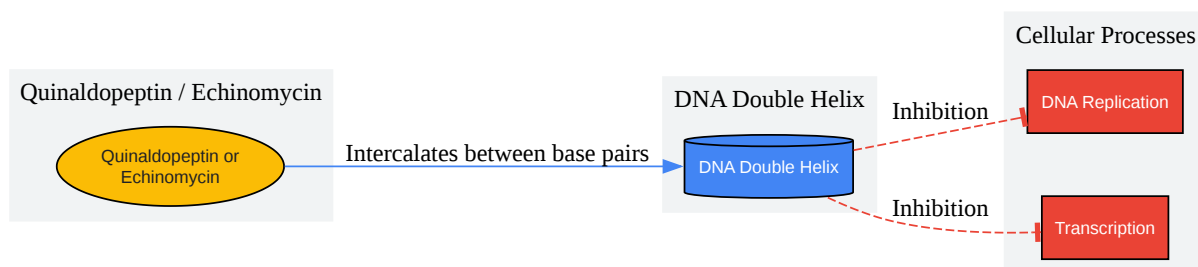 Quinaldopeptin / Echinomycin
Quinaldopeptin or
Echinomycin
Intercalates between base pairs
DNA Double Helix
DNA Double Helix
Inhibition
Inhibition
Cellular Processes
DNA Replication
Transcription